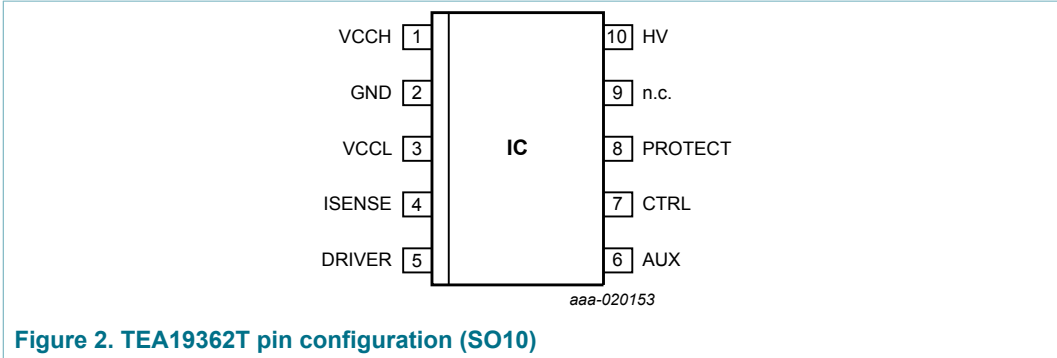 VCCH 1 10 HV
GND 2 9 n.c.
VCCL 3 IC 8 PROTECT
ISENSE 4 7 CTRL
DRIVER 5 6 AUX
aaa-020153
Figure 2. TEA19362T pin configuration (SO10)